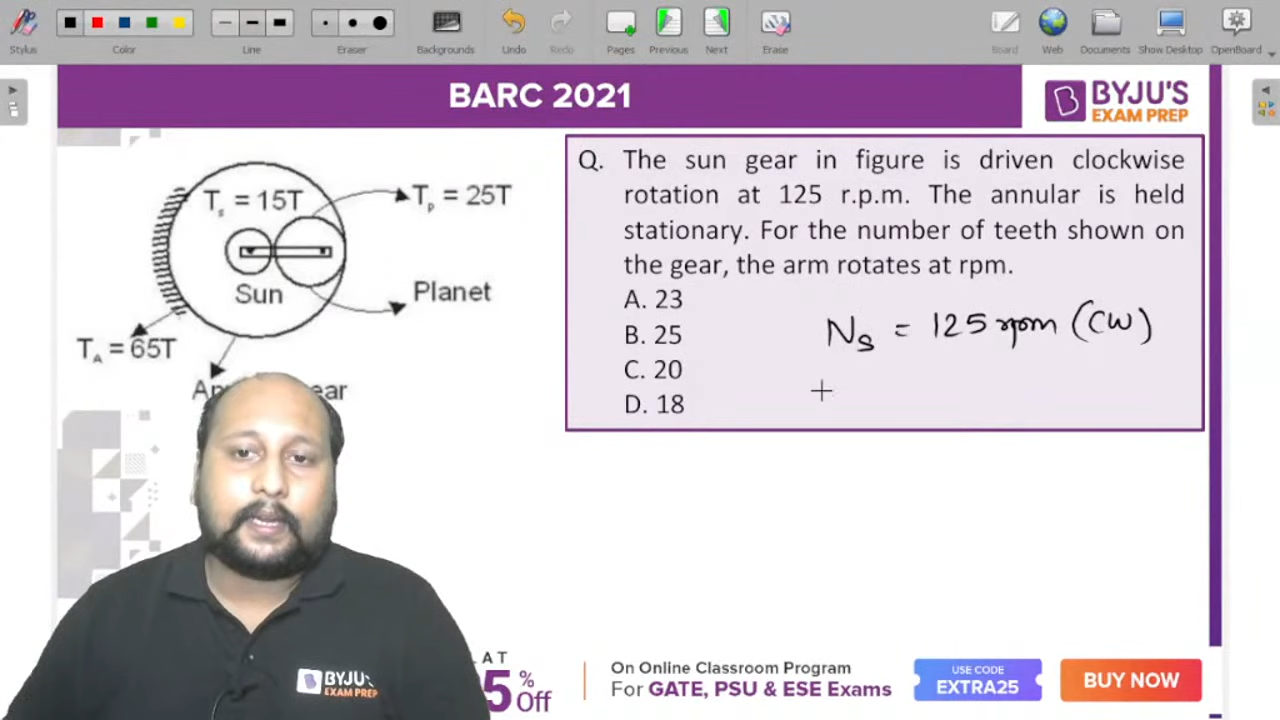 Stylus
Color
Line
Eraser
Backgrounds
Undo
Redo
Pages
Previous
Next
Erase
Board
Web
Documents
Show Desktop
OpenBoard
BARC 2021
BYJU'S
EXAM PREP
Tₛ = 15T
Tₚ = 25T
Sun
Planet
T_A = 65T
Q. The sun gear in figure is driven clockwise
rotation at 125 r.p.m. The annular is held
stationary. For the number of teeth shown on
the gear, the arm rotates at rpm.
A. 23
B. 25
C. 20
D. 18
Nₛ = 125 rpm (CW)
BYJU'S
EXAM PREP
5% Off
On Online Classroom Program
For GATE, PSU & ESE Exams
USE CODE
EXTRA25
BUY NOW